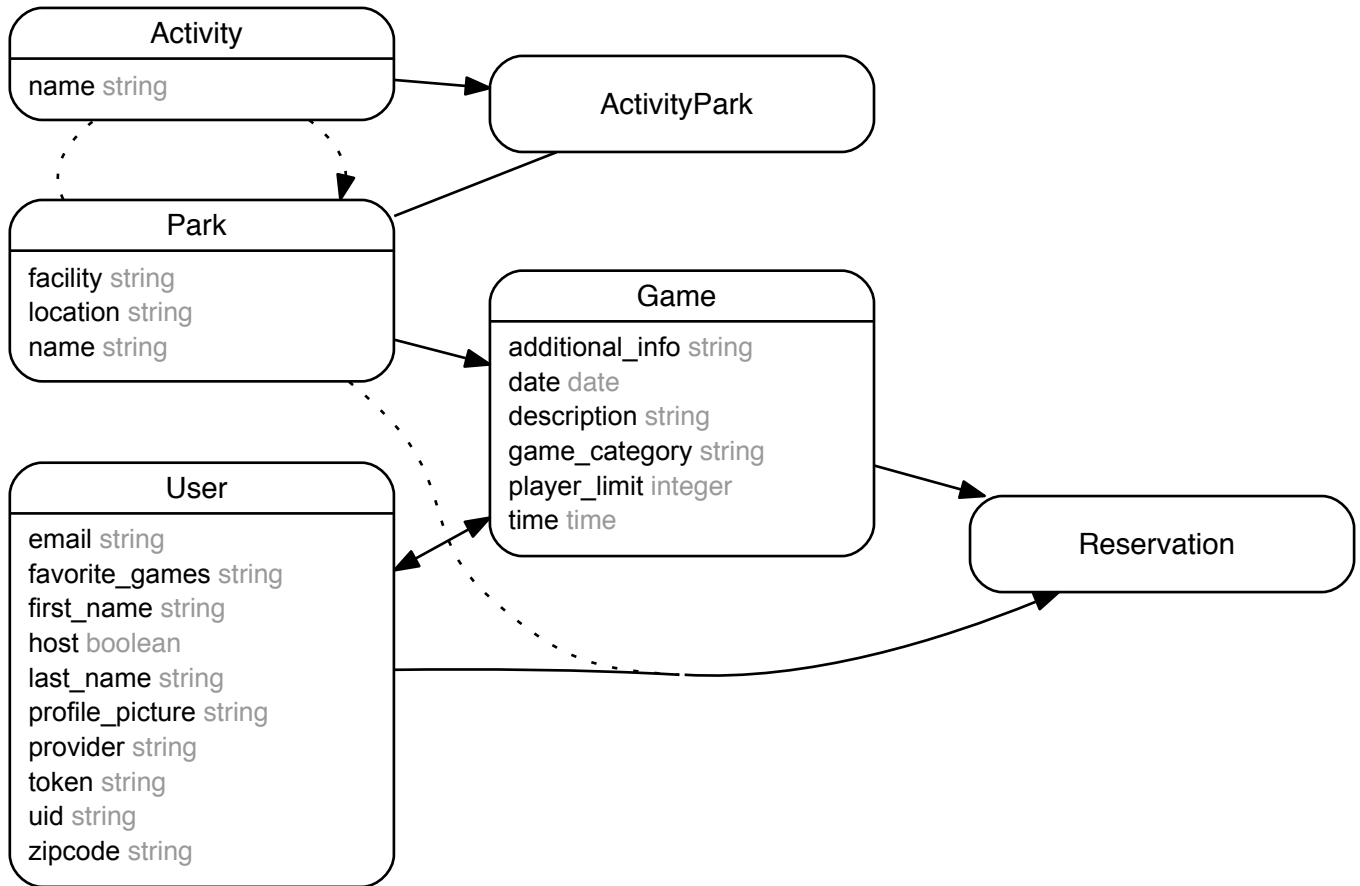 Activity
name string
ActivityPark
Park
facility string
location string
name string
Game
additional_info string
date date
description string
game_category string
player_limit integer
time time
User
email string
favorite_games string
first_name string
host boolean
last_name string
profile_picture string
provider string
token string
uid string
zipcode string
Reservation